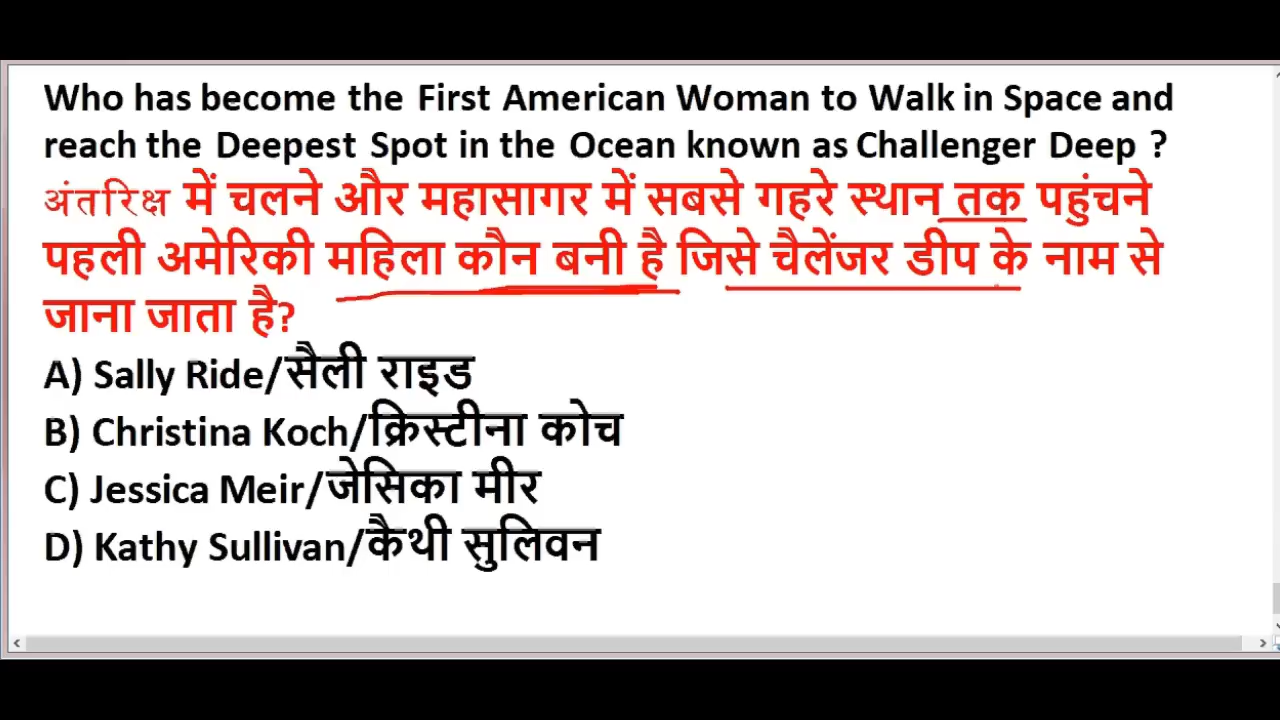 Who has become the First American Woman to Walk in Space and
reach the Deepest Spot in the Ocean known as Challenger Deep ?
अंतरिक्ष में चलने और महासागर में सबसे गहरे स्थान तक पहुंचने
पहली अमेरिकी महिला कौन बनी है जिसे चैलेंजर डीप के नाम से
जाना जाता है?
A) Sally Ride/सैली राइड
B) Christina Koch/क्रिस्टीना कोच
C) Jessica Meir/जेसिका मीर
D) Kathy Sullivan/कैथी सुलिवन